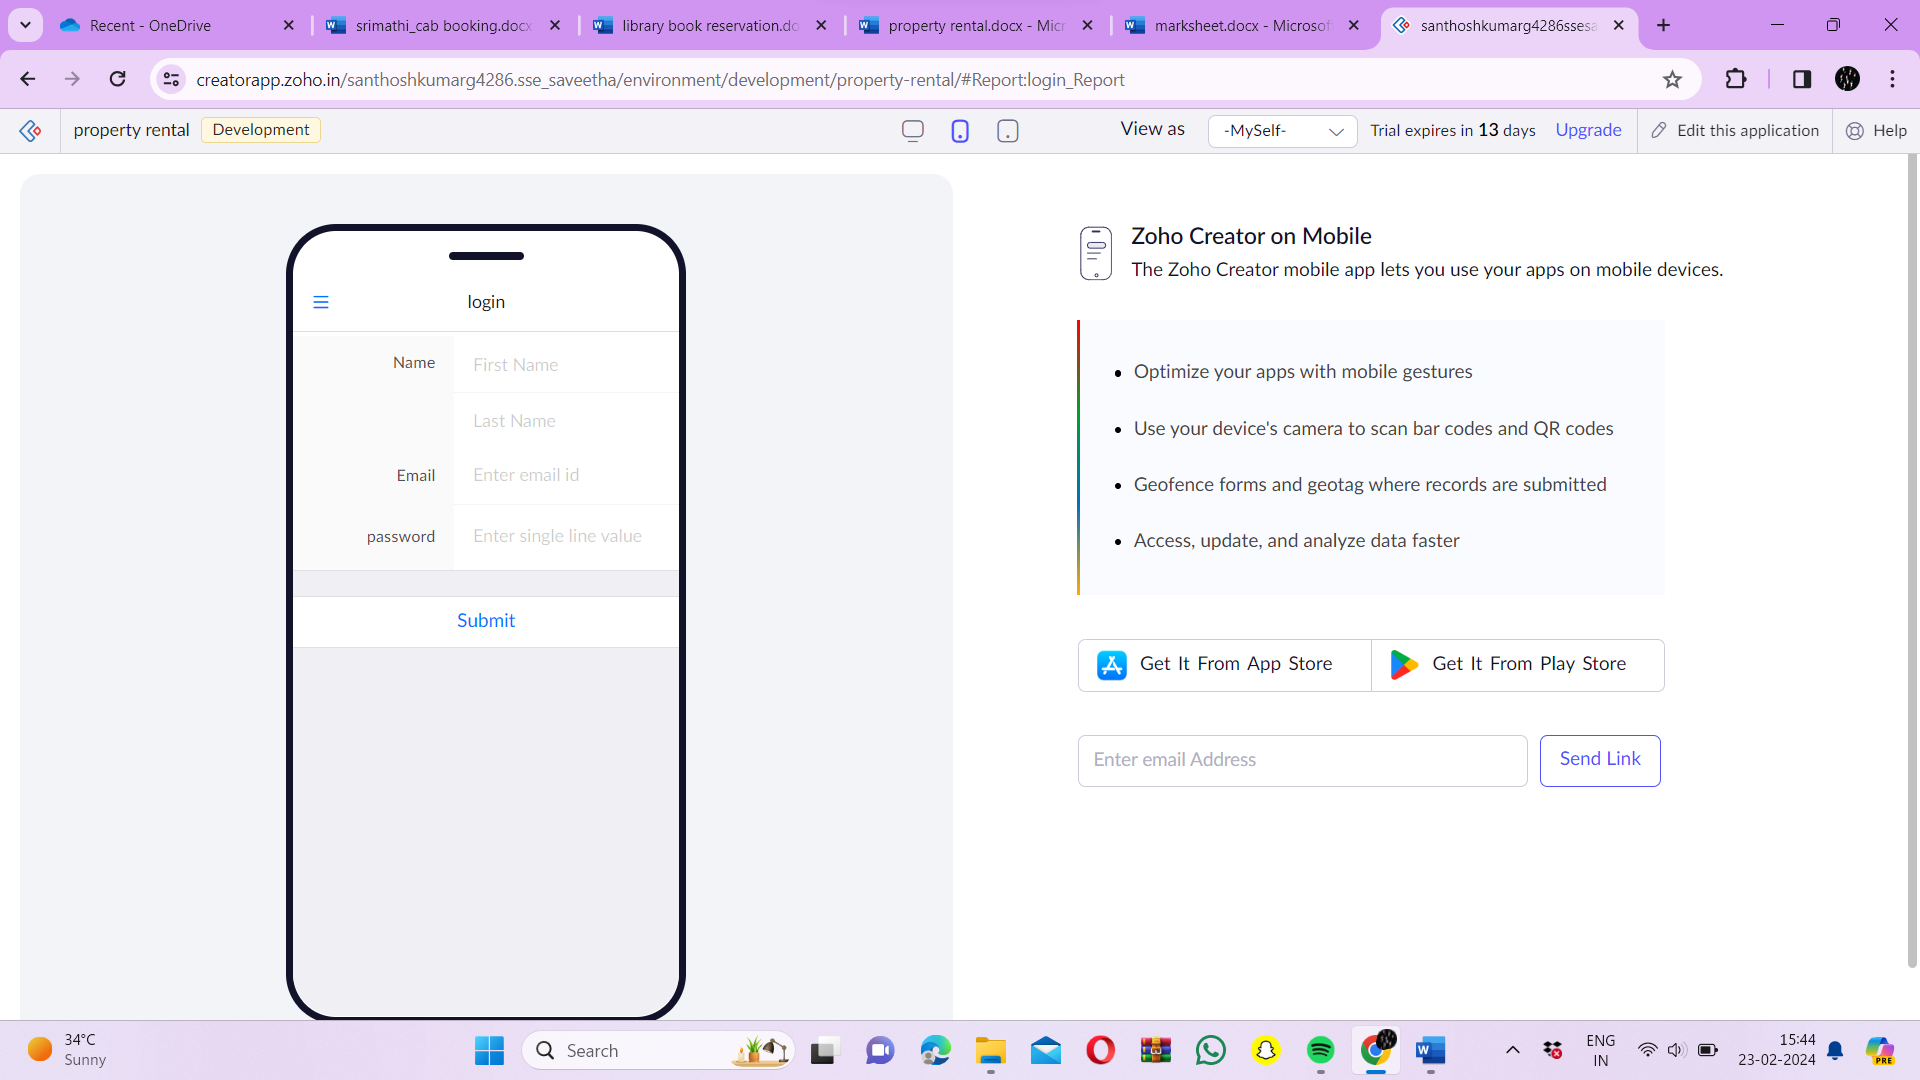 Recent - OneDrive
srimathi_cab booking.docx
library book reservation.do
property rental.docx - Micr
marksheet.docx - Microsof
santhoshkumarg4286ssesa
creatorapp.zoho.in/santhoshkumarg4286.sse_saveetha/environment/development/property-rental/#Report:login_Report
property rental
Development
View as
-MySelf-
Trial expires in 13 days
Upgrade
Edit this application
Help
login
Name
First Name
Last Name
Email
Enter email id
password
Enter single line value
Submit
Zoho Creator on Mobile
The Zoho Creator mobile app lets you use your apps on mobile devices.
Optimize your apps with mobile gestures
Use your device's camera to scan bar codes and QR codes
Geofence forms and geotag where records are submitted
Access, update, and analyze data faster
Get It From App Store
Get It From Play Store
Enter email Address
Send Link
34°C
Sunny
Search
ENG
IN
15:44
23-02-2024
PRE